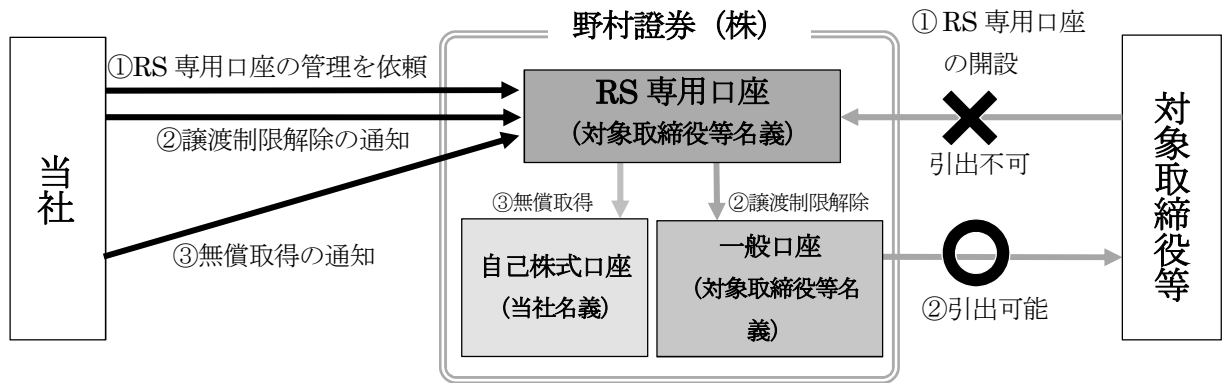 野村證券（株）
当社
①RS 専用口座の管理を依頼
②譲渡制限解除の通知
③無償取得の通知
RS 専用口座
（対象取締役等名義）
③無償取得
②譲渡制限解除
自己株式口座
（当社名義）
一般口座
（対象取締役等名
義）
① RS 専用口座
の開設
引出不可
②引出可能
対象取締役等